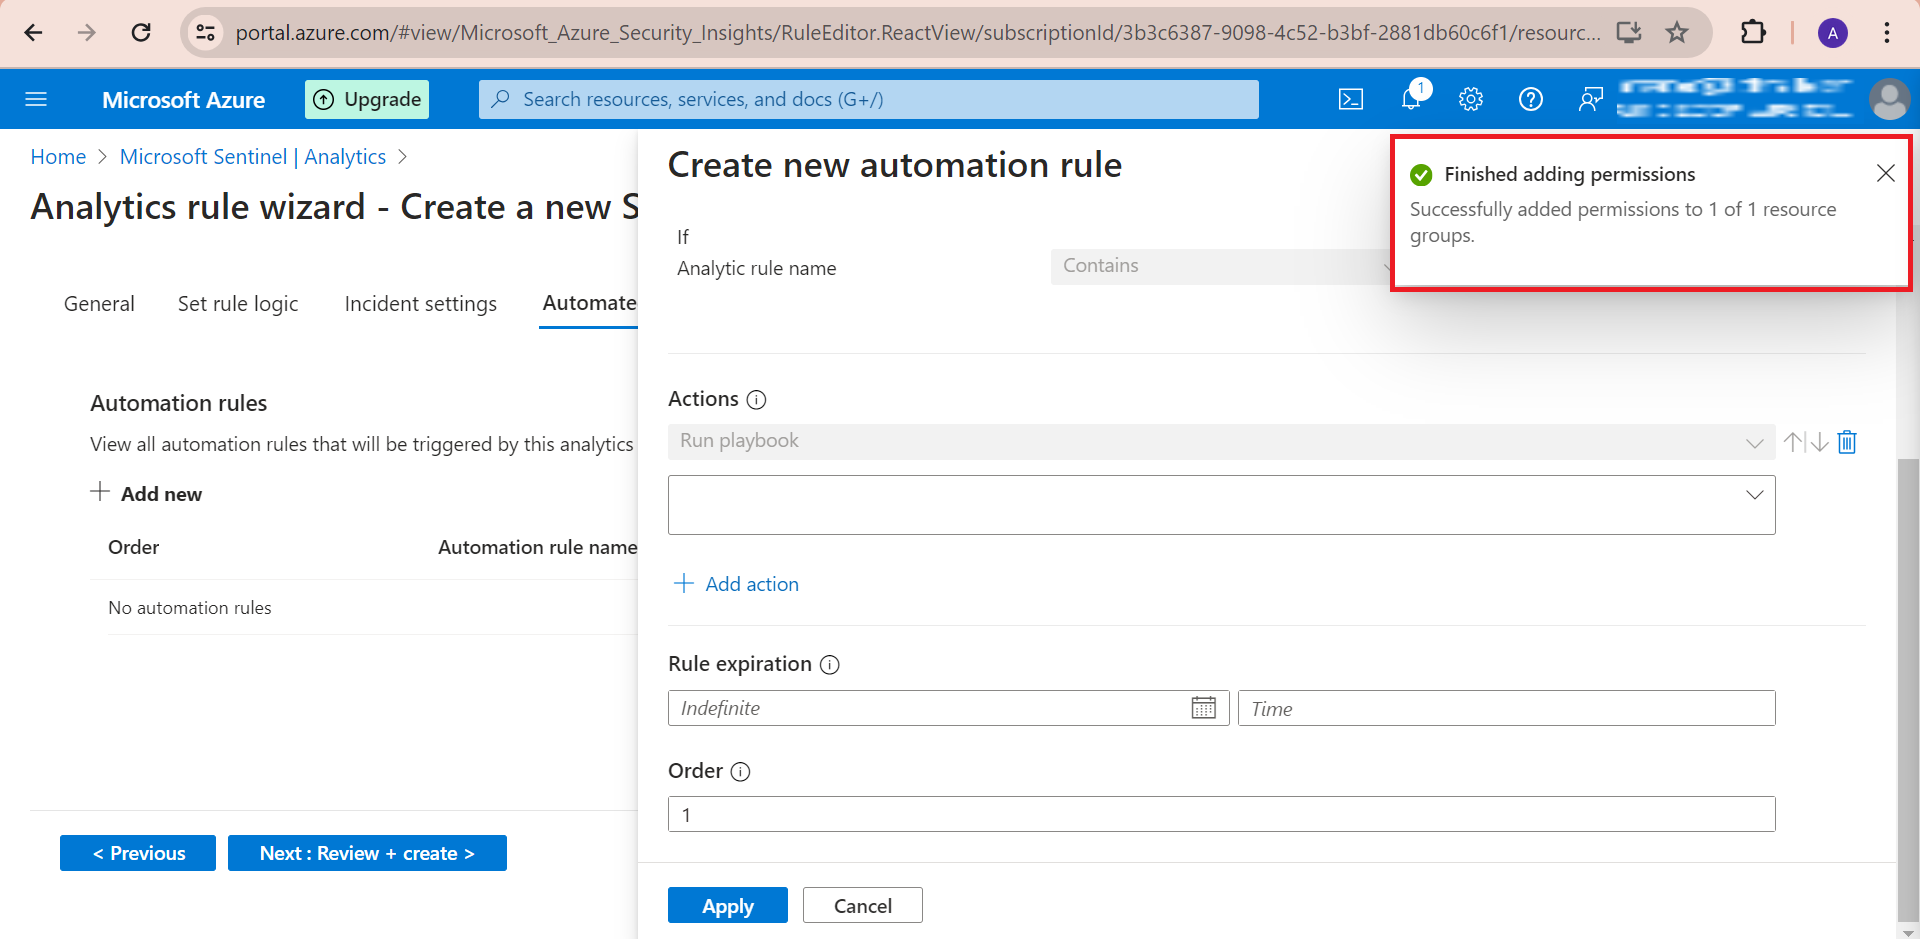 portal.azure.com/#view/Microsoft_Azure_Security_Insights/RuleEditor.ReactView/subscriptionId/3b3c6387-9098-4c52-b3bf-2881db60c6f1/resourc...
A
Microsoft Azure
Upgrade
Search resources, services, and docs (G+/)
1
Home > Microsoft Sentinel | Analytics >
Analytics rule wizard - Create a new S
General
Set rule logic
Incident settings
Automate
Automation rules
View all automation rules that will be triggered by this analytics
Add new
Order
Automation rule name
No automation rules
< Previous
Next : Review + create >
Create new automation rule
If
Analytic rule name
Contains
Actions
Run playbook
Add action
Rule expiration
Indefinite
Time
Order
1
Apply
Cancel
Finished adding permissions
Successfully added permissions to 1 of 1 resource
groups.